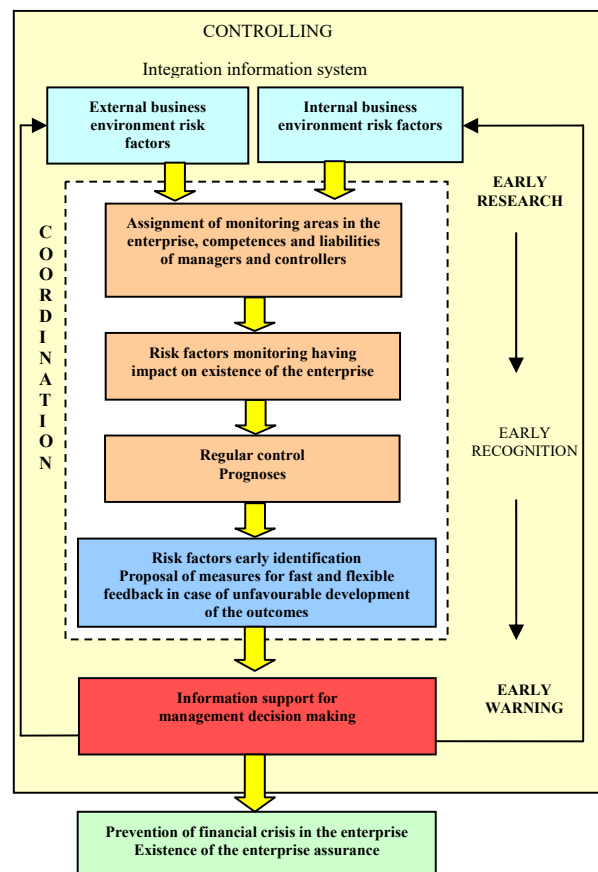 CONTROLLING
Integration information system
External business
environment risk
factors
Internal business
environment risk factors
EARLY
RESEARCH
COORDINATION
Assignment of monitoring areas in the
enterprise, competences and liabilities
of managers and controllers
Risk factors monitoring having
impact on existence of the enterprise
EARLY
RECOGNITION
Regular control
Prognoses
Risk factors early identification
Proposal of measures for fast and flexible
feedback in case of unfavourable development
of the outcomes
Information support for
management decision making
EARLY
WARNING
Prevention of financial crisis in the enterprise
Existence of the enterprise assurance